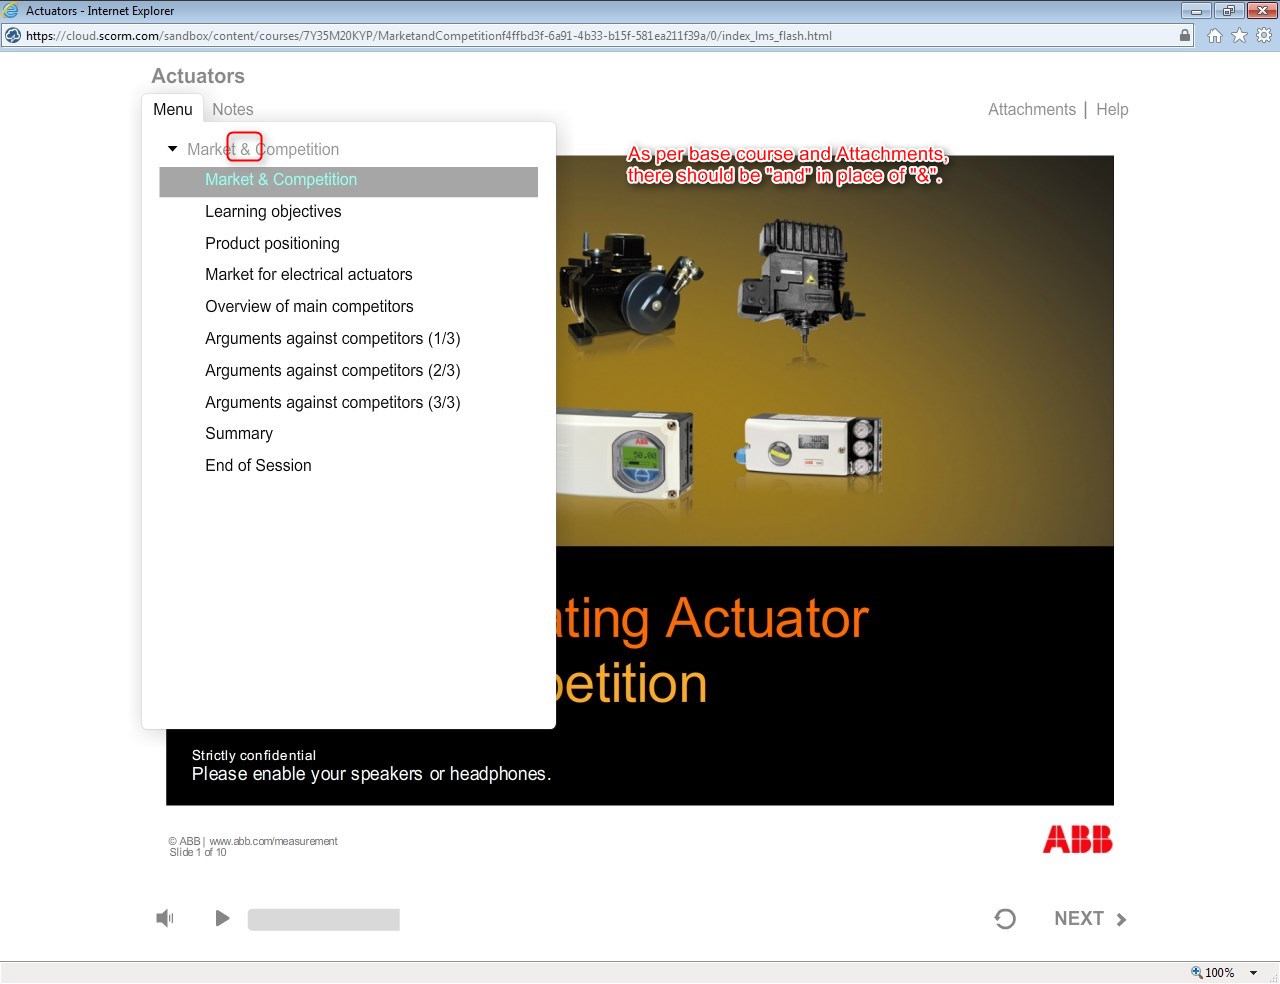 Actuators - Internet Explorer
https://cloud.scorm.com/sandbox/content/courses/7Y35M20KYP/MarketandCompetitionf4ffbd3f-6a91-4b33-b15f-581ea211f39a/0/index_lms_flash.html
Actuators
Menu Notes
Attachments | Help
Market & Competition
As per base course and Attachments,
there should be "and" in place of "&".
Market & Competition
Learning objectives
Product positioning
Market for electrical actuators
Overview of main competitors
Arguments against competitors (1/3)
Arguments against competitors (2/3)
Arguments against competitors (3/3)
Summary
End of Session
ABB
50.00
ABB
ating Actuator
petition
Strictly confidential
Please enable your speakers or headphones.
© ABB | www.abb.com/measurement
Slide 1 of 10
ABB
NEXT
100%